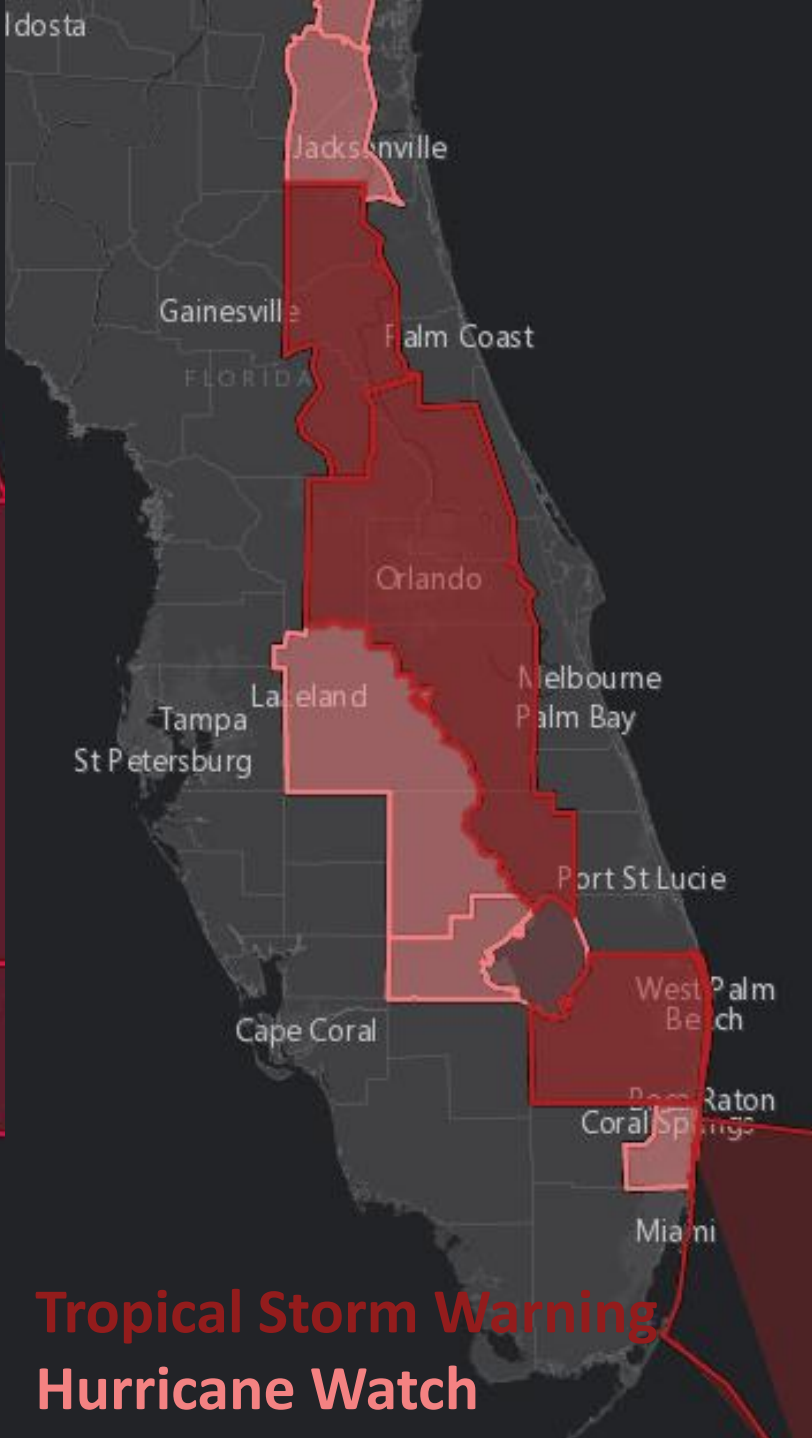 ldosta
Jacksonville
Gainesville
Palm Coast
FLORIDA
Orlando
Melbourne
Lakeland
Palm Bay
Tampa
St Petersburg
Port St Lucie
West Palm
Beach
Cape Coral
Boca Raton
Coral Springs
Miami
Tropical Storm Warning
Hurricane Watch